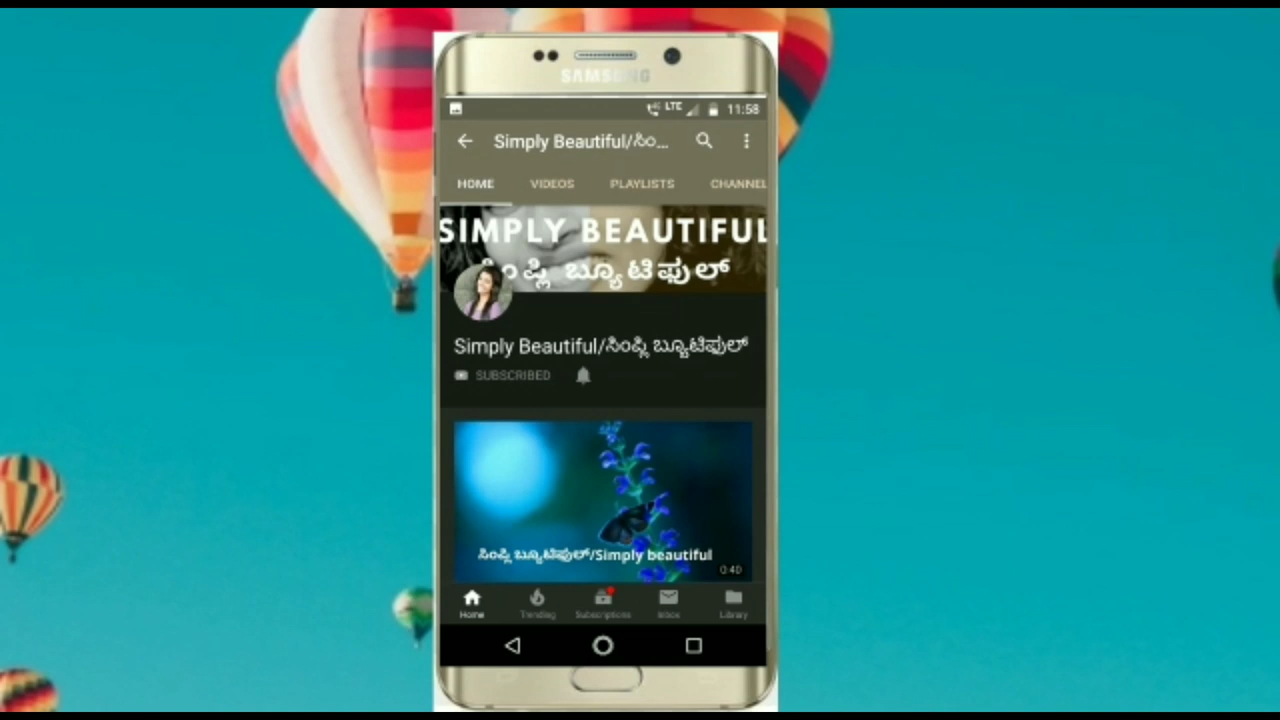 SAMSUNG
LTE 11:58
Simply Beautiful/ಸಿಂ...
HOME VIDEOS PLAYLISTS CHANNEL
SIMPLY BEAUTIFUL
ಸಿಂಪ್ಲಿ ಬ್ಯೂಟಿಫುಲ್
Simply Beautiful/ಸಿಂಪ್ಲಿ ಬ್ಯೂಟಿಫುಲ್
SUBSCRIBED
ಸಿಂಪ್ಲಿ ಬ್ಯೂಟಿಫುಲ್/Simply beautiful
0:40
Home Trending Subscriptions Inbox Library